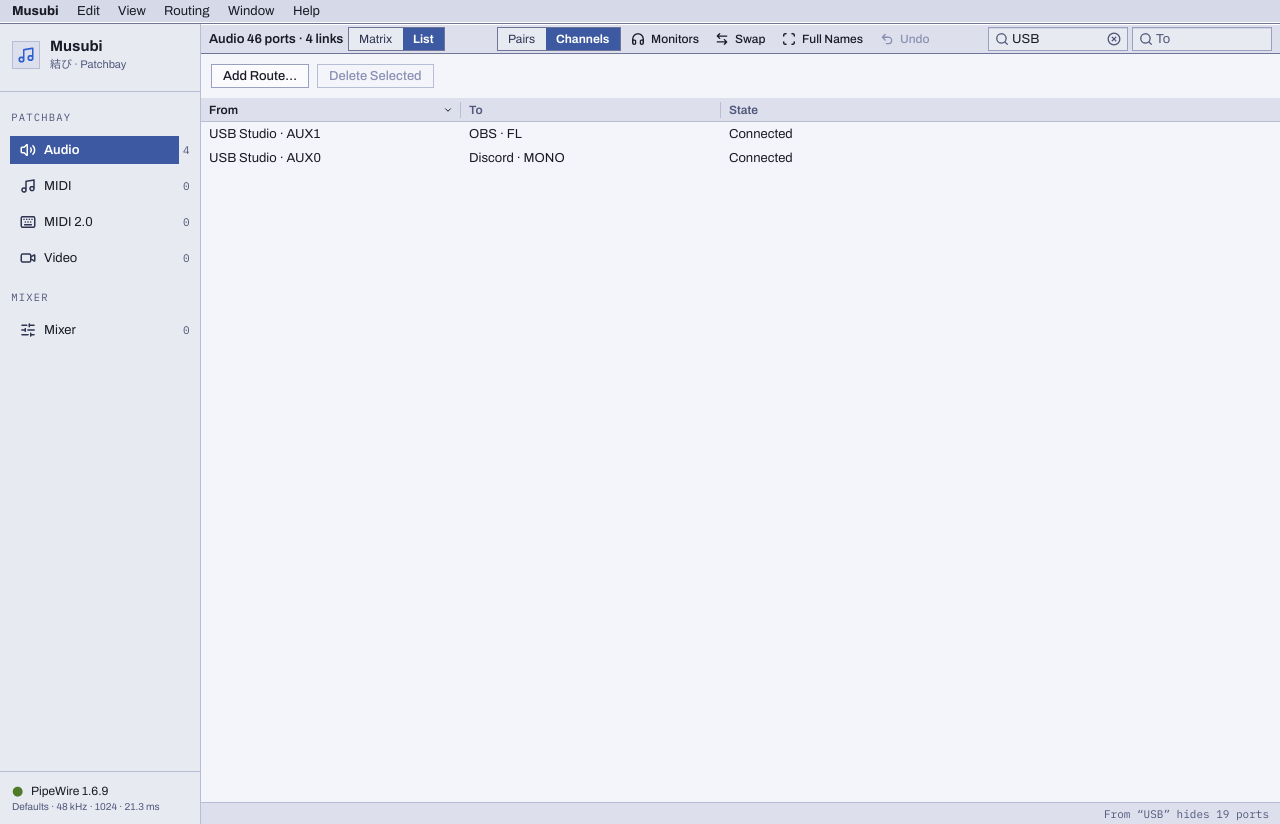 Musubi Edit View Routing Window Help
Musubi
結び · Patchbay
Audio 46 ports · 4 links Matrix List Pairs Channels Monitors Swap Full Names Undo USB To
Add Route... Delete Selected
From To State
USB Studio · AUX1 OBS · FL Connected
USB Studio · AUX0 Discord · MONO Connected
PATCHBAY
Audio 4
MIDI 0
MIDI 2.0 0
Video 0
MIXER
Mixer 0
PipeWire 1.6.9
Defaults · 48 kHz · 1024 · 21.3 ms
From “USB” hides 19 ports